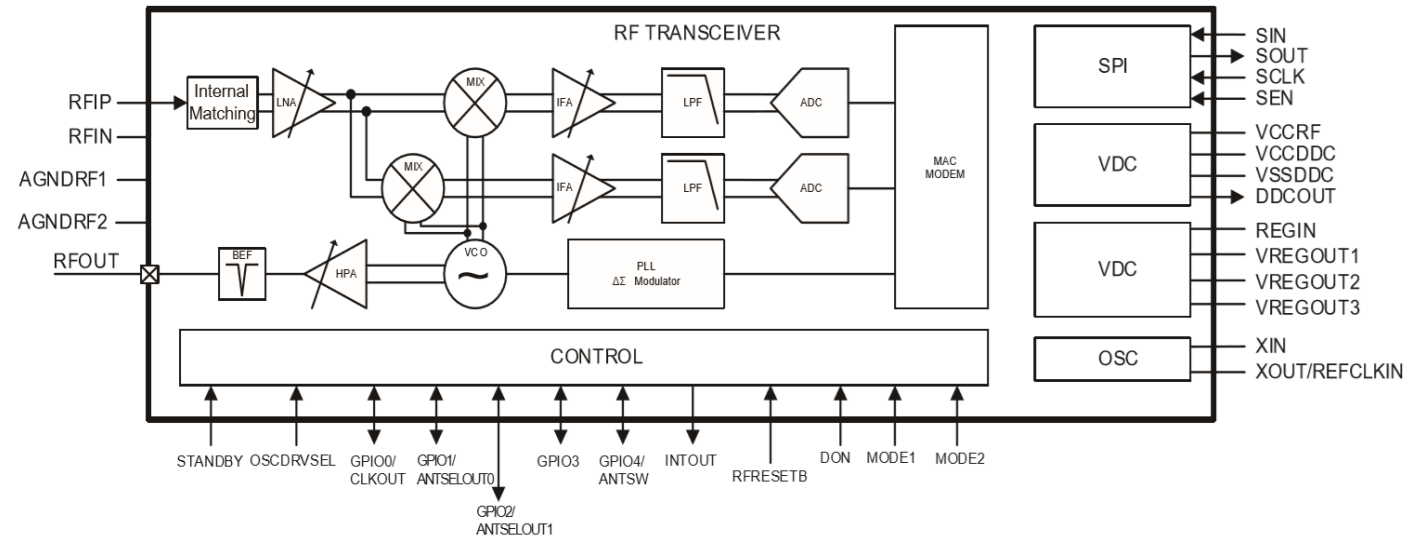 RF TRANSCEIVER
RFIP
RFIN
AGNDRF1
AGNDRF2
RFOUT
Internal
Matching
LNA
MIX
IFA
LPF
ADC
MIX
IFA
LPF
ADC
MAC
MODEM
BEF
HPA
VCO
~
PLL
ΔΣ Modulator
CONTROL
SPI
SIN
SOUT
SCLK
SEN
VDC
VCCRF
VCCDDC
VSSDDC
DDCOUT
VDC
REGIN
VREGOUT1
VREGOUT2
VREGOUT3
OSC
XIN
XOUT/REFCLKIN
STANDBY
OSCDRVSEL
GPIO0/
CLKOUT
GPIO1/
ANTSELOUT0
GPIO2/
ANTSELOUT1
GPIO3
GPIO4/
ANTSW
INTOUT
RFRESETB
DON
MODE1
MODE2